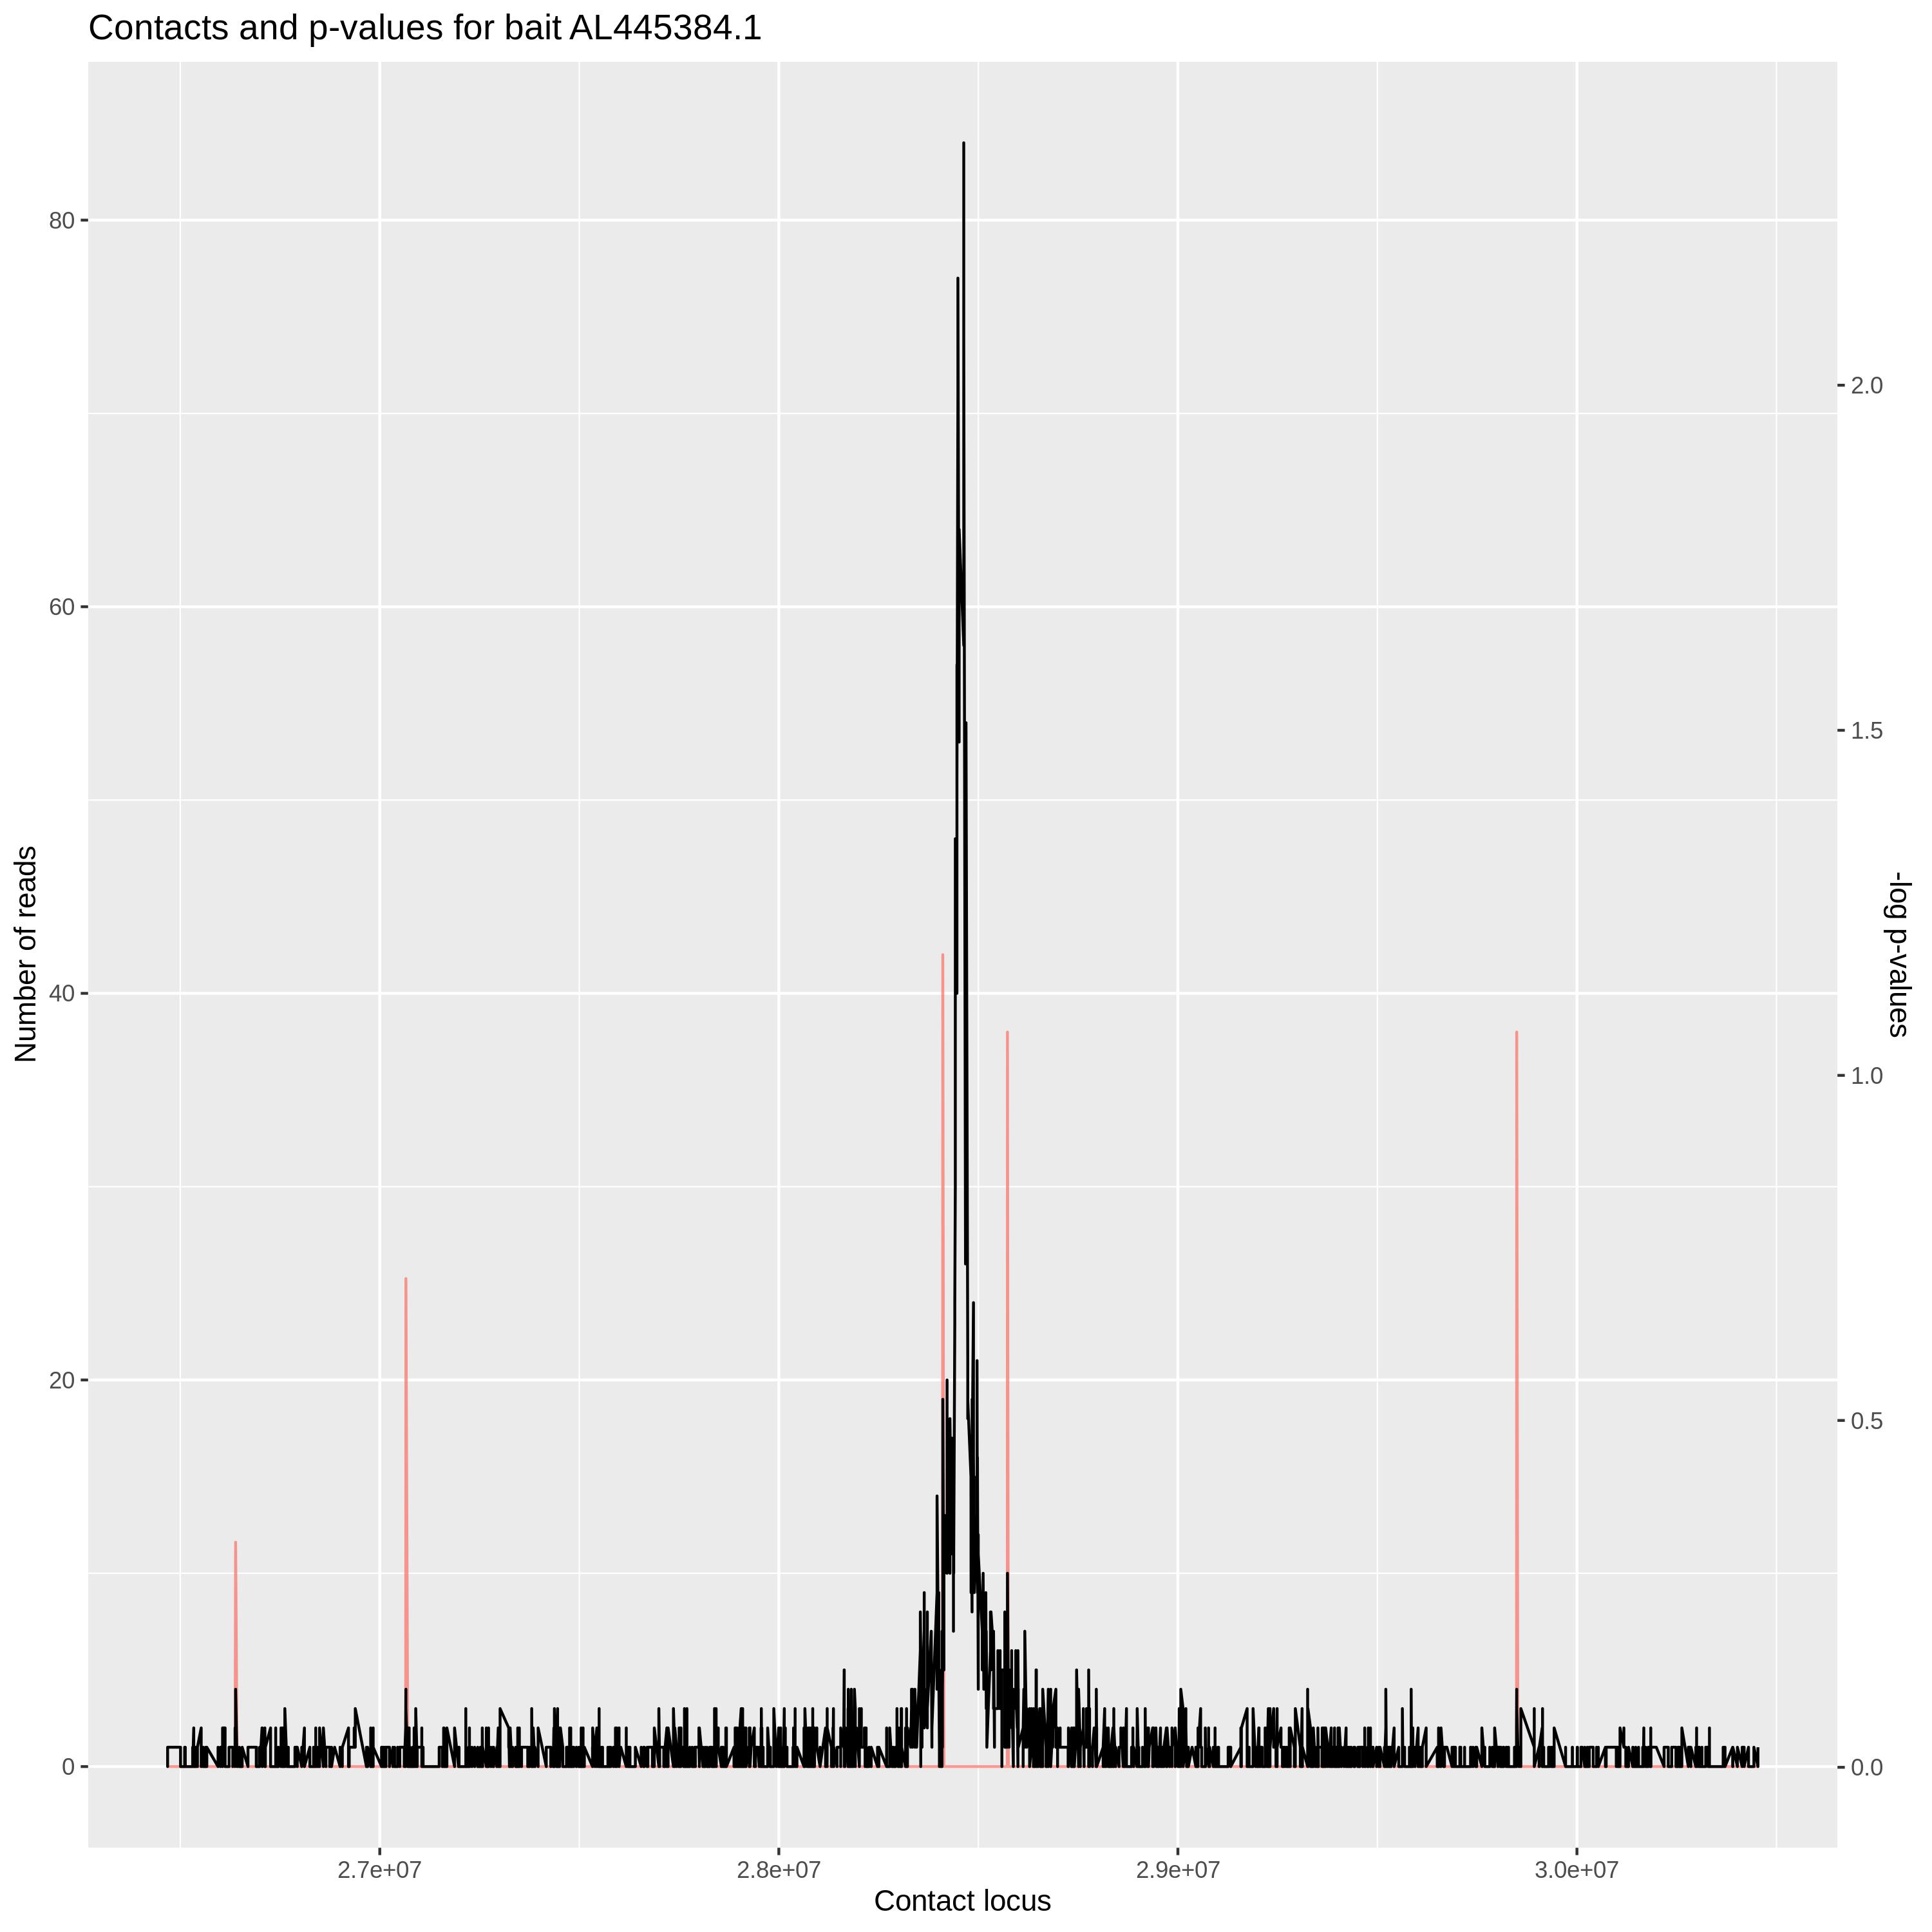 Contacts and p-values for bait AL445384.1
80
60
40
20
0
Number of reads
2.0
1.5
1.0
0.5
0.0
-log p-values
2.7e+07
2.8e+07
2.9e+07
3.0e+07
Contact locus